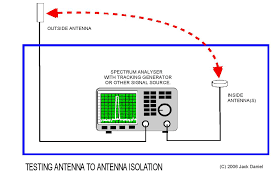 OUTSIDE ANTENNA
SPECTRUM ANALYSER
WITH TRACKING GENERATOR
OR OTHER SIGNAL SOURCE
INSIDE
ANTENNA(S)
TESTING ANTENNA TO ANTENNA ISOLATION
(C) 2006 Jack Daniel